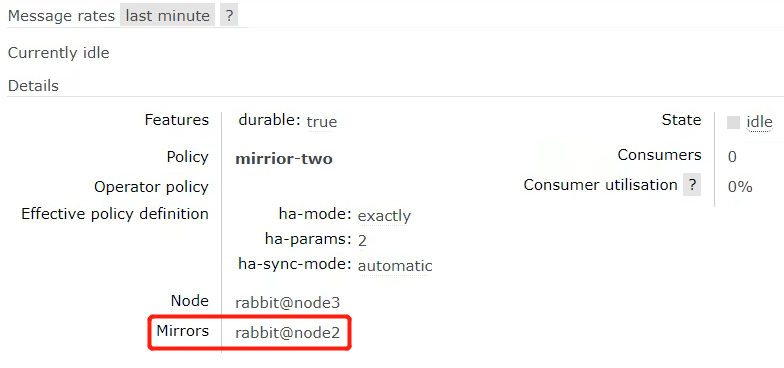 Message rates last minute ?
Currently idle
Details
Features durable: true State idle
Policy mirrior-two Consumers 0
Operator policy Consumer utilisation ? 0%
Effective policy definition ha-mode: exactly
ha-params: 2
ha-sync-mode: automatic
Node rabbit@node3
Mirrors rabbit@node2